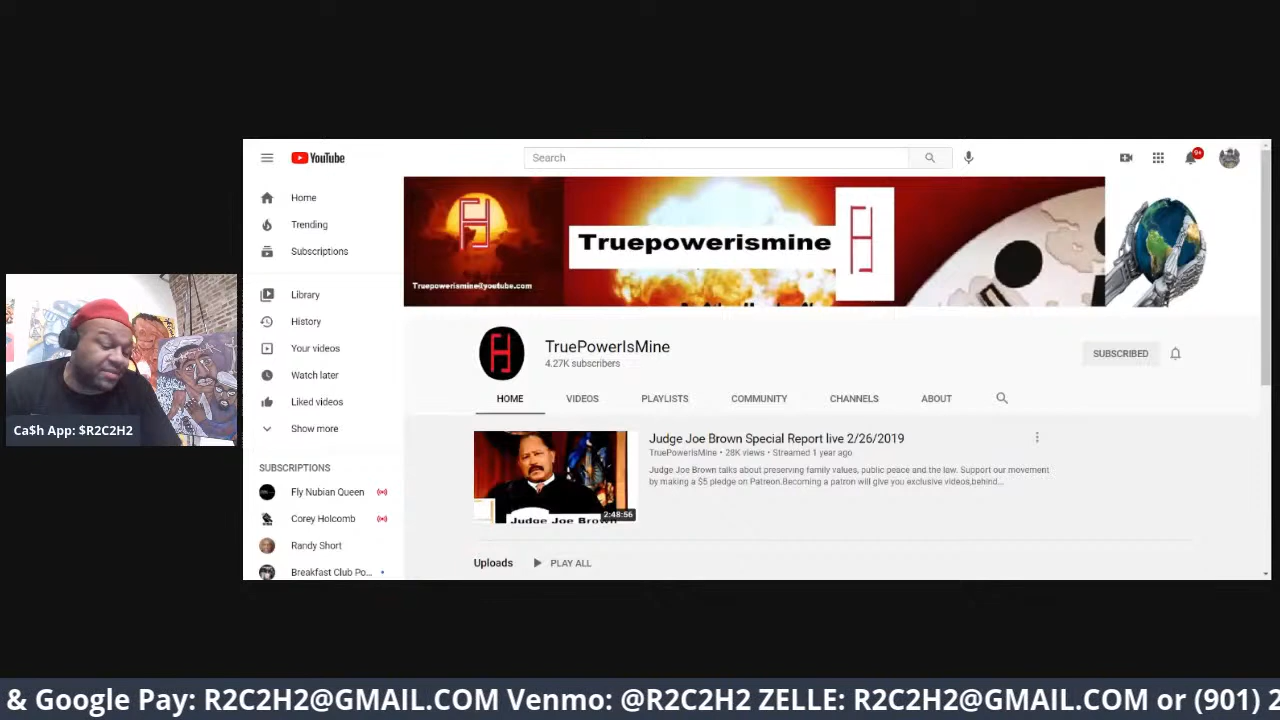 YouTube
Search
9+
Home
Trending
Subscriptions
Library
History
Your videos
Watch later
Liked videos
Show more
SUBSCRIPTIONS
Fly Nubian Queen
Corey Holcomb
Randy Short
Breakfast Club Po...
Truepowerismine
Truepowerismine@youtube.com
TruePowerIsMine
4.27K subscribers
SUBSCRIBED
HOME VIDEOS PLAYLISTS COMMUNITY CHANNELS ABOUT
Judge Joe Brown Special Report live 2/26/2019
TruePowerIsMine • 28K views • Streamed 1 year ago
Judge Joe Brown talks about preserving family values, public peace and the law. Support our movement
by making a $5 pledge on Patreon.Becoming a patron will give you exclusive videos,behind...
Judge Joe Brown
2:48:56
Uploads PLAY ALL
Ca$h App: $R2C2H2
& Google Pay: R2C2H2@GMAIL.COM Venmo: @R2C2H2 ZELLE: R2C2H2@GMAIL.COM or (901) 2